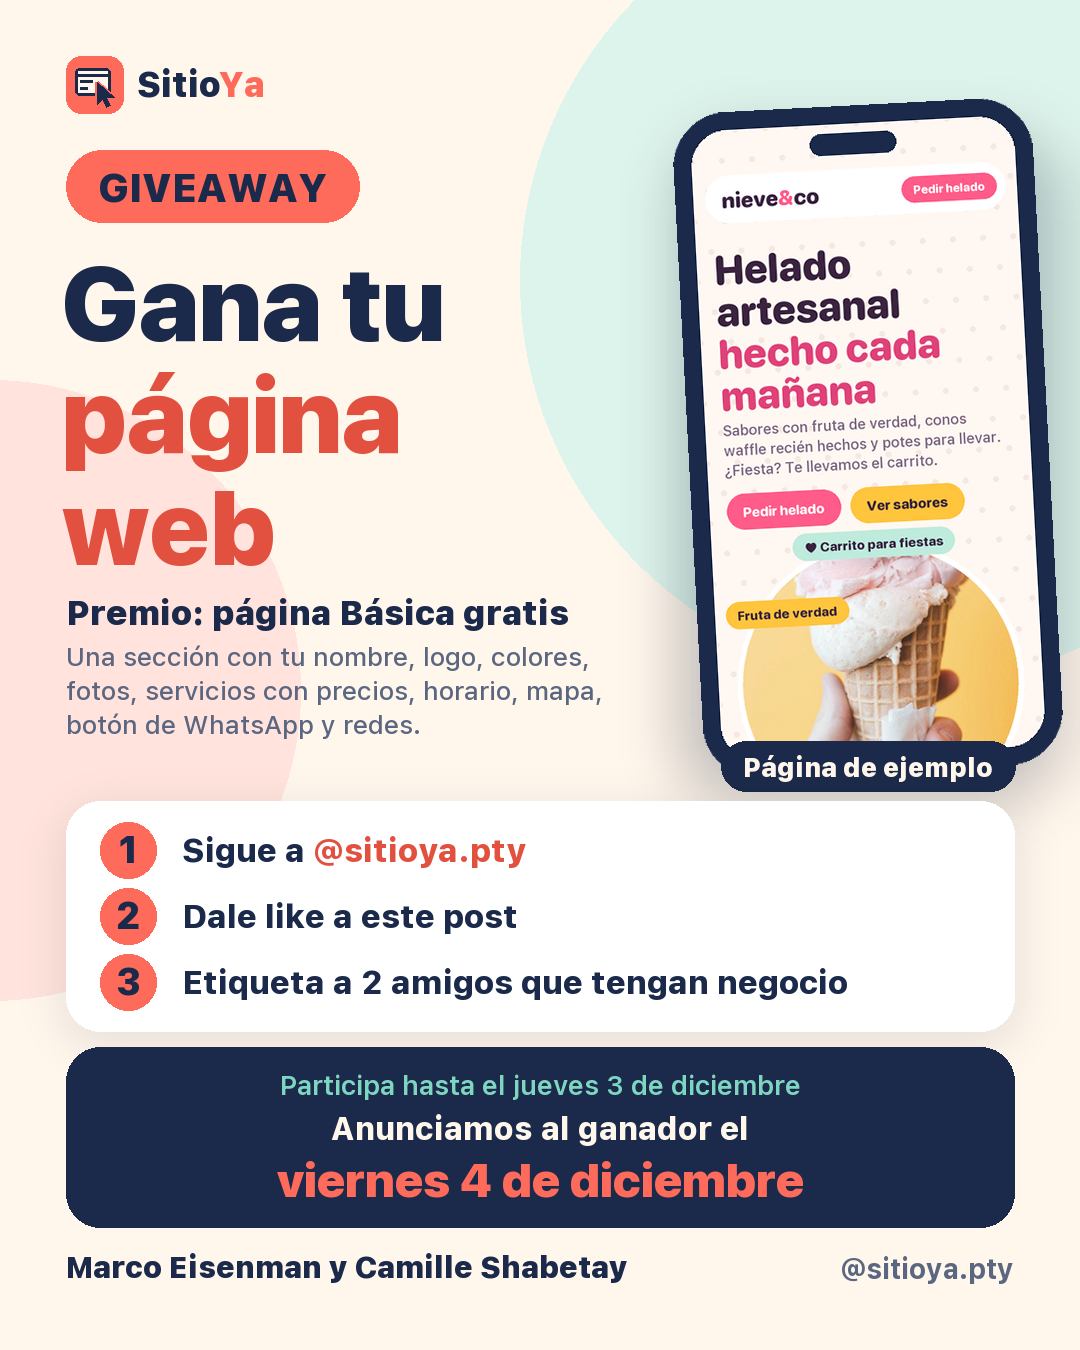 SitioYa
GIVEAWAY
Gana tu
página
web
Premio: página Básica gratis
Una sección con tu nombre, logo, colores,
fotos, servicios con precios, horario, mapa,
botón de WhatsApp y redes.
nieve&co
Pedir helado
Helado
artesanal
hecho cada
mañana
Sabores con fruta de verdad, conos
waffle recién hechos y potes para llevar.
¿Fiesta? Te llevamos el carrito.
Pedir helado
Ver sabores
Carrito para fiestas
Fruta de verdad
Página de ejemplo
1 Sigue a @sitioya.pty
2 Dale like a este post
3 Etiqueta a 2 amigos que tengan negocio
Participa hasta el jueves 3 de diciembre
Anunciamos al ganador el
viernes 4 de diciembre
Marco Eisenman y Camille Shabetay
@sitioya.pty